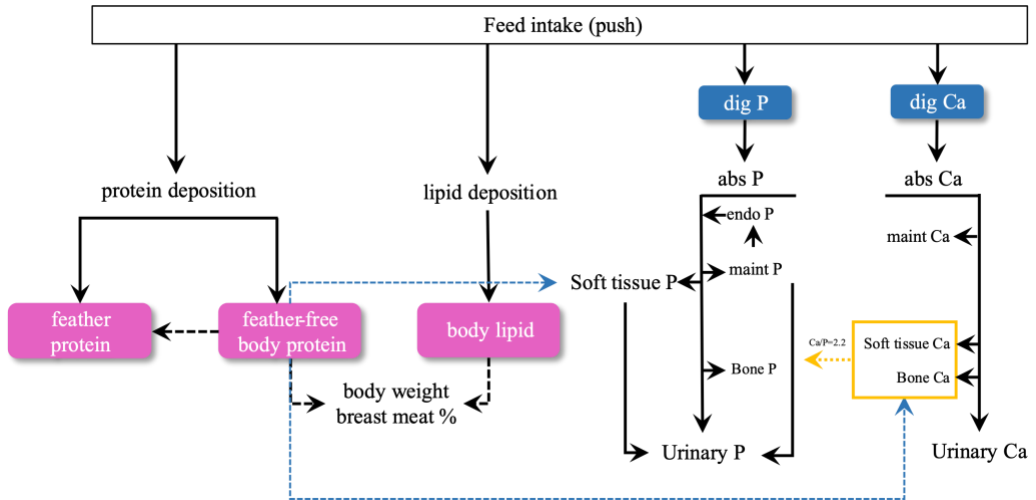 Feed intake (push)
dig P
dig Ca
protein deposition
lipid deposition
abs P
abs Ca
endo P
maint Ca
Soft tissue P
maint P
feather
protein
feather-free
body protein
body lipid
Ca/P=2.2
Soft tissue Ca
Bone P
Bone Ca
body weight
breast meat %
Urinary P
Urinary Ca